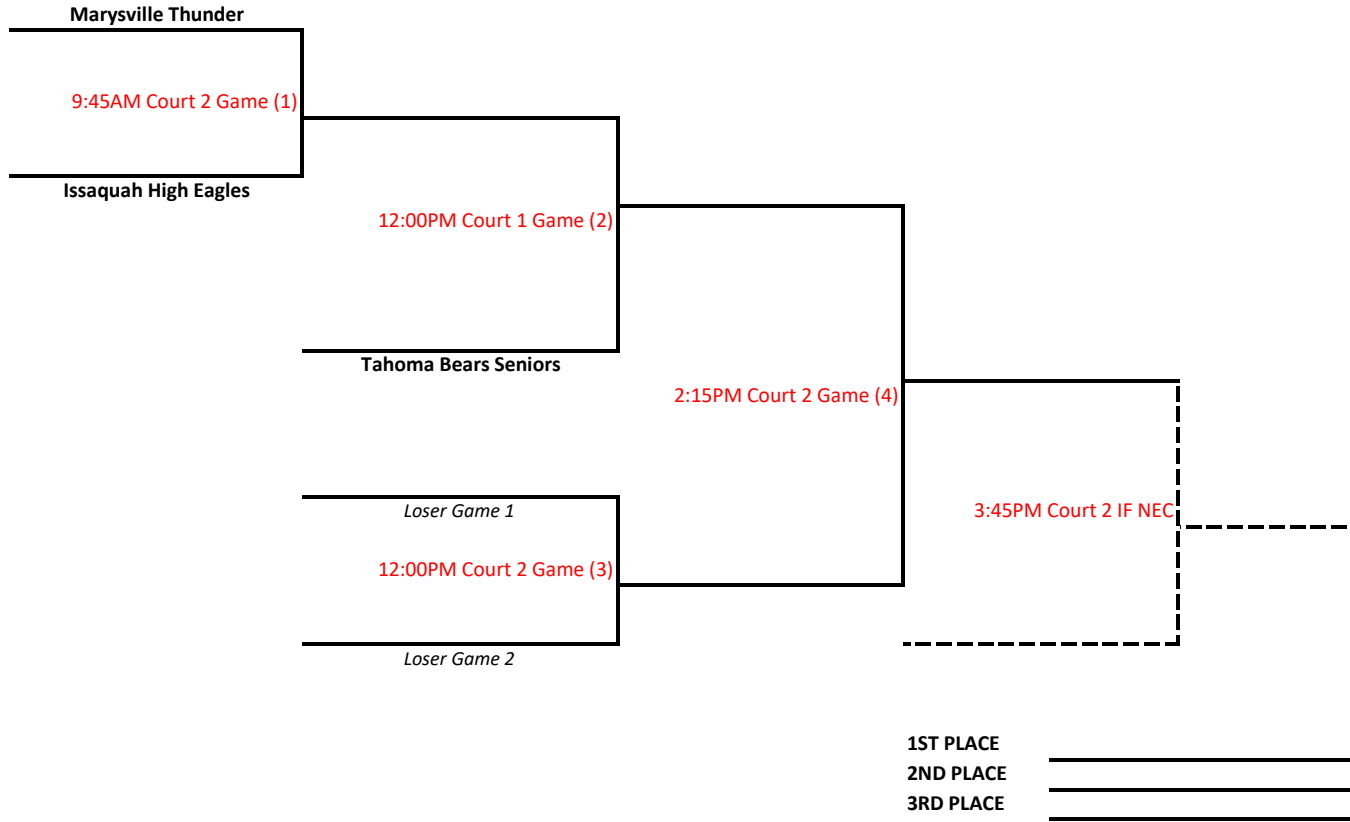 Marysville Thunder
9:45AM Court 2 Game (1)
Issaquah High Eagles
12:00PM Court 1 Game (2)
Tahoma Bears Seniors
2:15PM Court 2 Game (4)
Loser Game 1
3:45PM Court 2 IF NEC
12:00PM Court 2 Game (3)
Loser Game 2
1ST PLACE
2ND PLACE
3RD PLACE